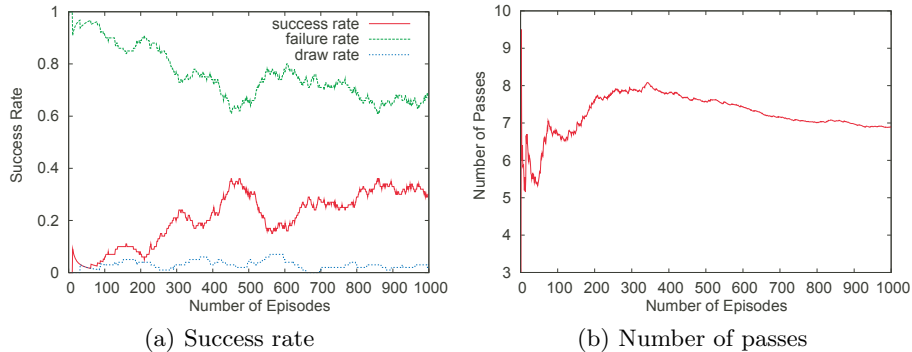 success rate
failure rate
draw rate
1
0.8
0.6
0.4
0.2
0
Success Rate
0 100 200 300 400 500 600 700 800 900 1000
Number of Episodes
(a) Success rate
10
9
8
7
6
5
4
3
Number of Passes
0 100 200 300 400 500 600 700 800 900 1000
Number of Episodes
(b) Number of passes